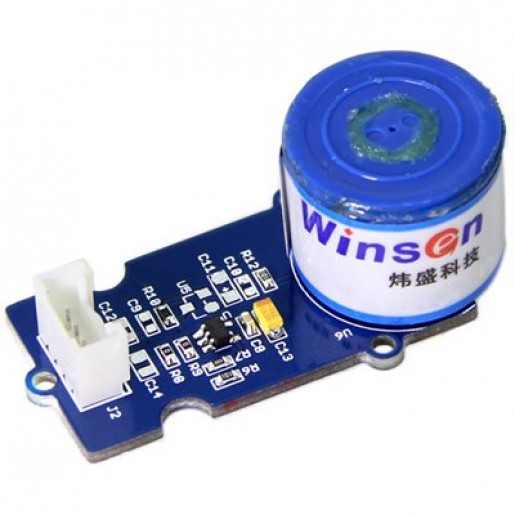 Winsen
炜盛科技
U6
R12
C10
C11
U5
R10
C9
C12
C8
C13
R7
R6
R9
R8
C14
J2